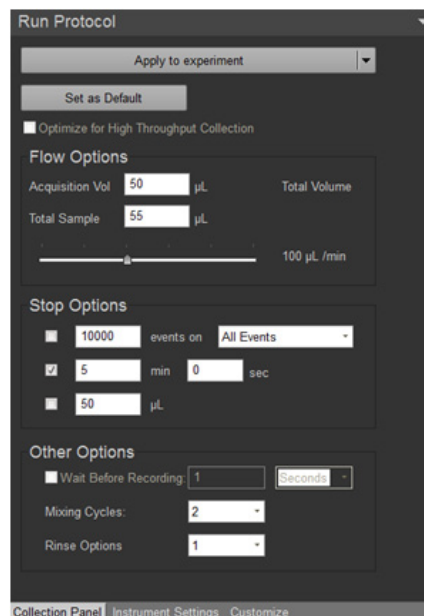 Run Protocol
Apply to experiment
Set as Default
Optimize for High Throughput Collection
Flow Options
Acquisition Vol 50 µL Total Volume
Total Sample 55 µL
100 µL /min
Stop Options
10000 events on All Events
5 min 0 sec
50 µL
Other Options
Wait Before Recording: 1 Seconds
Mixing Cycles: 2
Rinse Options 1
Collection Panel Instrument Settings Customize